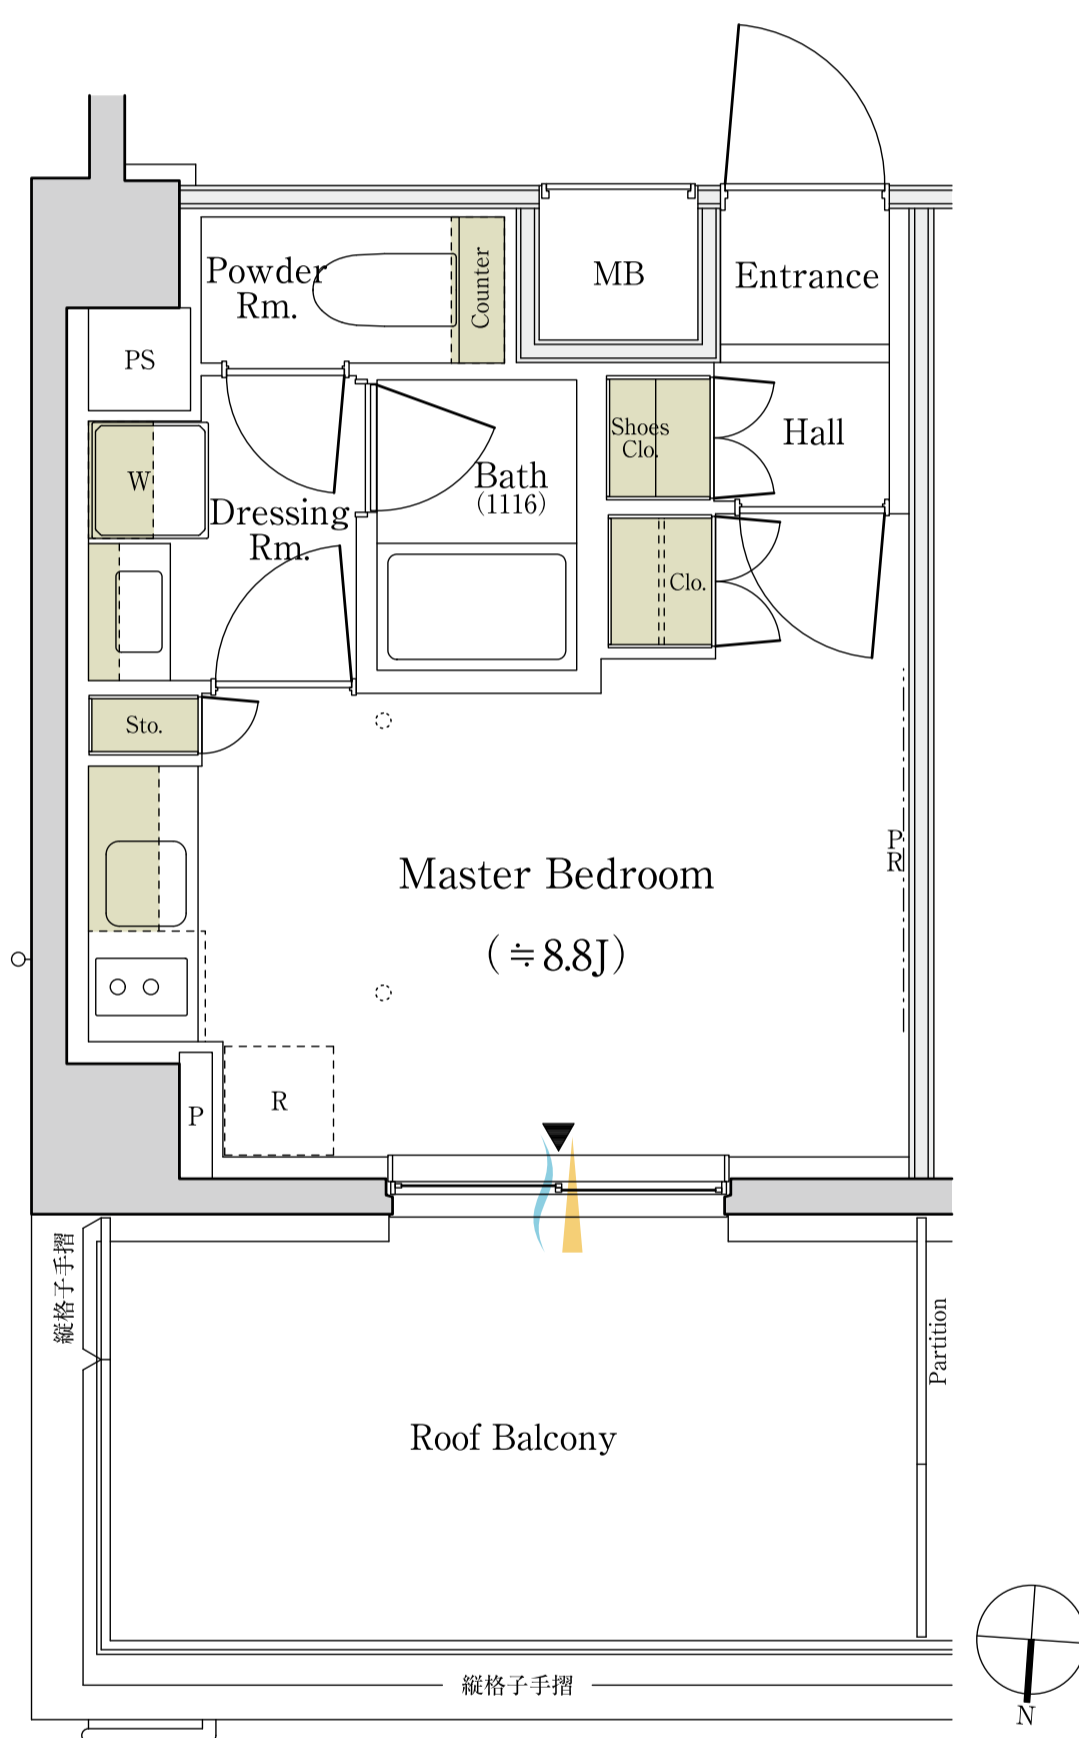 Powder
Rm.
Counter
MB
Entrance
PS
Shoes
Clo.
Hall
W
Bath
(1116)
Dressing
Rm.
Clo.
Sto.
P
R
Master Bedroom
(≒8.8J)
R
P
縦格子手摺
Partition
Roof Balcony
縦格子手摺
N